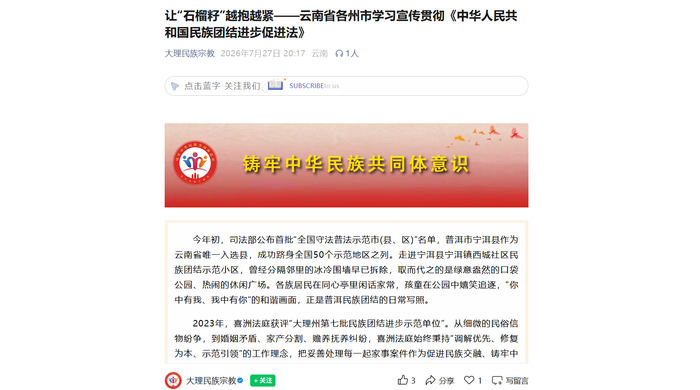 让“石榴籽”越抱越紧——云南省各州市学习宣传贯彻《中华人民共
和国民族团结进步促进法》
大理民族宗教 2026年7月27日 20:17 云南 1人
点击蓝字 关注我们 SUBSCRIBE to us
铸牢中华民族共同体意识
今年初，司法部公布首批“全国守法普法示范市(县、区)”名单，普洱市宁洱县作为
云南省唯一入选县，成功跻身全国50个示范地区之列。走进宁洱县宁洱镇西城社区民
族团结示范小区，曾经分隔邻里的冰冷围墙早已拆除，取而代之的是绿意盎然的口袋
公园、热闹的休闲广场。各族居民在同心亭里闲话家常，孩童在公园中嬉笑追逐，“你
中有我、我中有你”的和谐画面，正是普洱民族团结的日常写照。
2023年，喜洲法庭获评“大理州第七批民族团结进步示范单位”。从细微的民俗信
物纷争，到婚姻矛盾、家产分割、赡养抚养纠纷，喜洲法庭始终秉持“调解优先、修复
为本、示范引领”的工作理念，把妥善处理每一起家事案件作为促进民族交融、铸牢中
大理民族宗教 +关注 3 分享 1 写留言